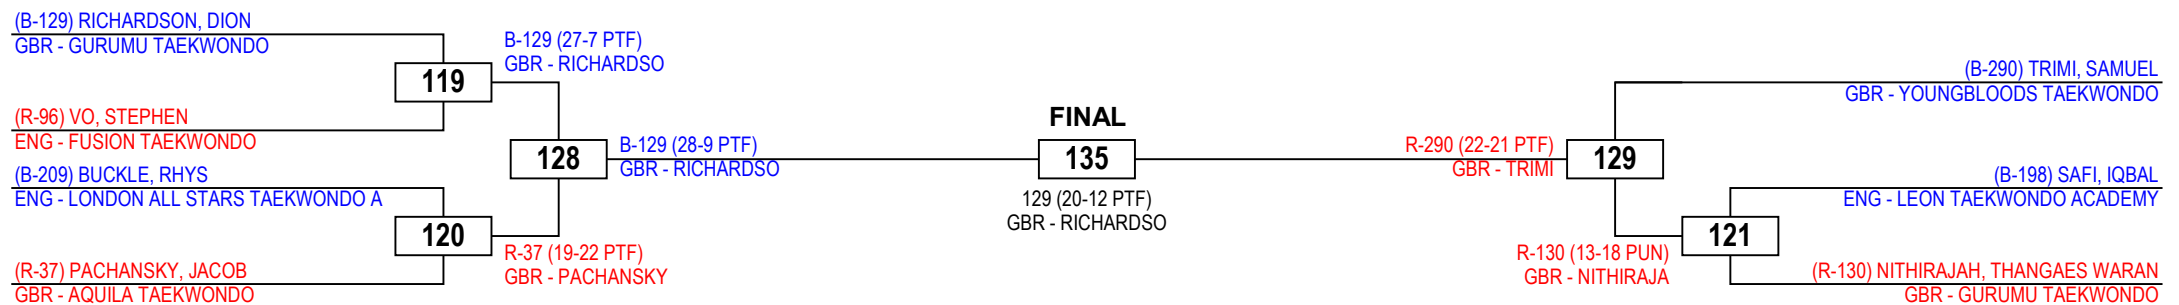 (B-129) RICHARDSON, DION
GBR - GURUMU TAEKWONDO
B-129 (27-7 PTF)
GBR - RICHARDSO
119
(R-96) VO, STEPHEN
ENG - FUSION TAEKWONDO
128
B-129 (28-9 PTF)
GBR - RICHARDSO
(B-209) BUCKLE, RHYS
ENG - LONDON ALL STARS TAEKWONDO A
120
R-37 (19-22 PTF)
GBR - PACHANSKY
(R-37) PACHANSKY, JACOB
GBR - AQUILA TAEKWONDO
FINAL
135
129 (20-12 PTF)
GBR - RICHARDSO
R-290 (22-21 PTF)
GBR - TRIMI
129
(B-290) TRIMI, SAMUEL
GBR - YOUNGBLOODS TAEKWONDO
(B-198) SAFI, IQBAL
ENG - LEON TAEKWONDO ACADEMY
121
R-130 (13-18 PUN)
GBR - NITHIRAJA
(R-130) NITHIRAJAH, THANGAES WARAN
GBR - GURUMU TAEKWONDO